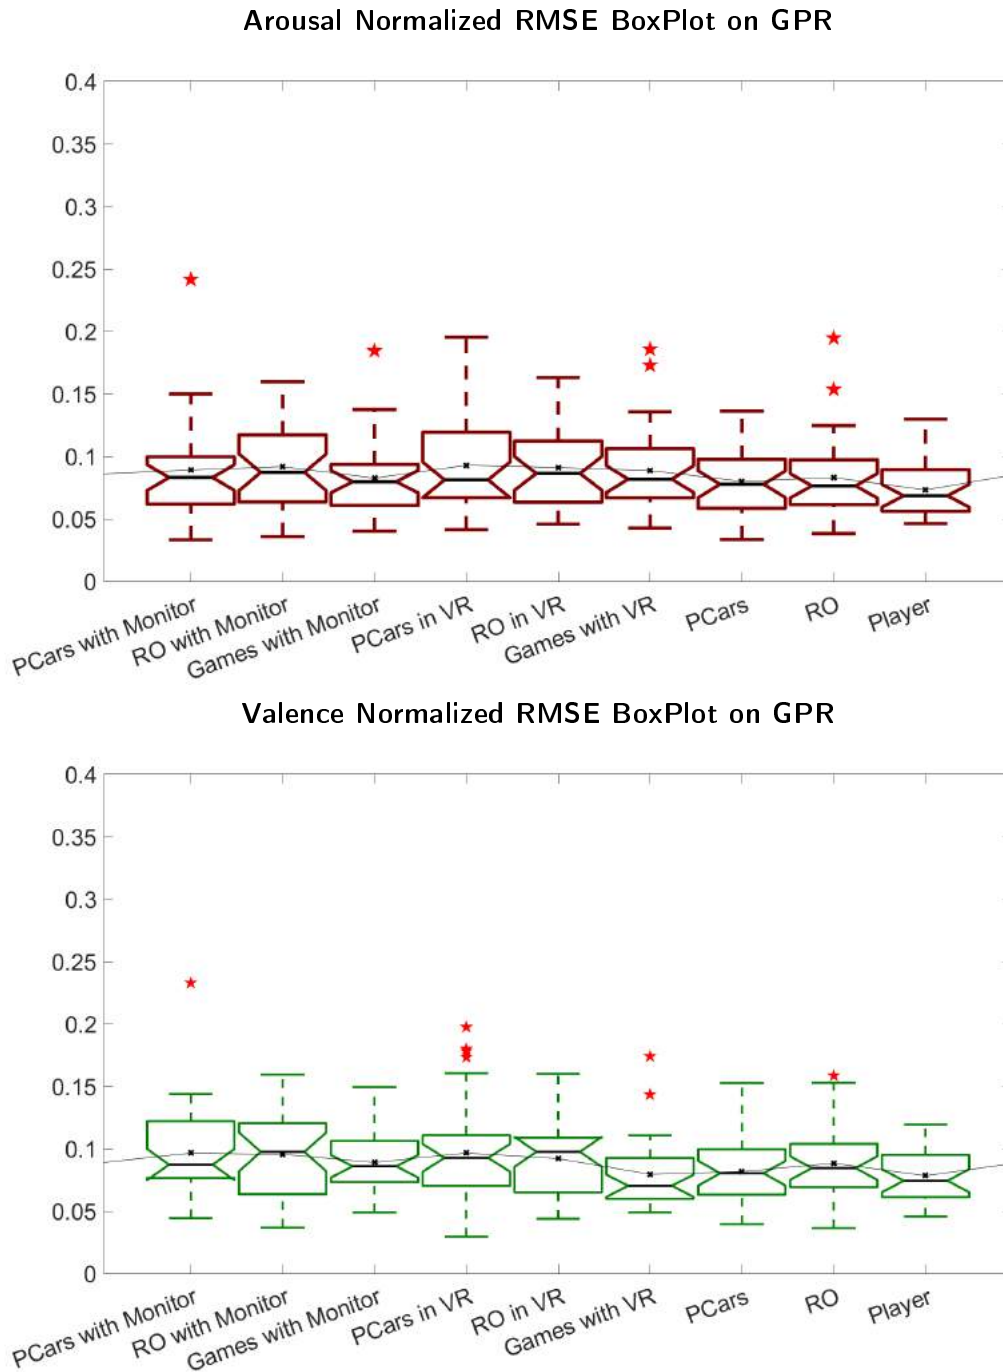 Arousal Normalized RMSE BoxPlot on GPR
0.4
0.35
0.3
0.25
0.2
0.15
0.1
0.05
0
PCars with Monitor
RO with Monitor
Games with Monitor
PCars in VR
RO in VR
Games with VR
PCars
RO
Player
Valence Normalized RMSE BoxPlot on GPR
0.4
0.35
0.3
0.25
0.2
0.15
0.1
0.05
0
PCars with Monitor
RO with Monitor
Games with Monitor
PCars in VR
RO in VR
Games with VR
PCars
RO
Player